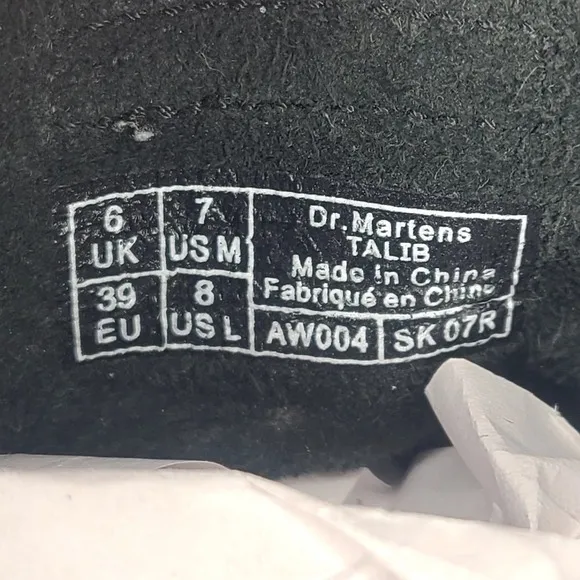 6
UK
7
US M
39
EU
8
US L
Dr.Martens
TALIB
Made in China
Fabriqué en Chine
AW004
SK 07R